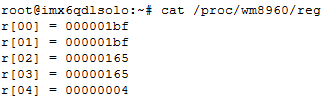 root@imx6qdlsolo:~# cat /proc/wm8960/reg
r[00] = 000001bf
r[01] = 000001bf
r[02] = 00000165
r[03] = 00000165
r[04] = 00000004